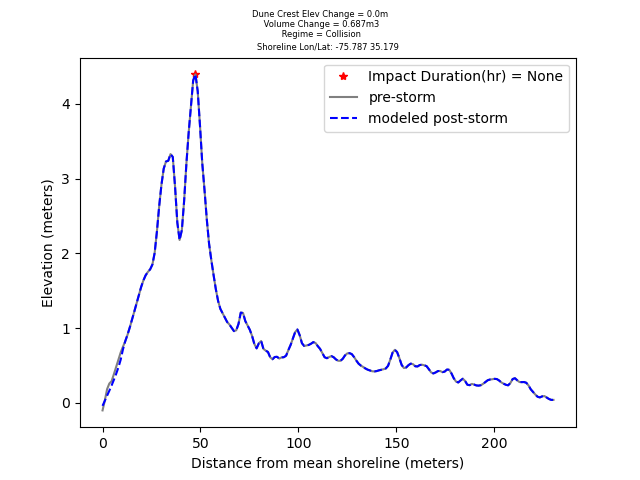 Dune Crest Elev Change = 0.0m
Volume Change = 0.687m3
Regime = Collision
Shoreline Lon/Lat: -75.787 35.179
Impact Duration(hr) = None
pre-storm
modeled post-storm
Elevation (meters)
4
3
2
1
0
0 50 100 150 200
Distance from mean shoreline (meters)